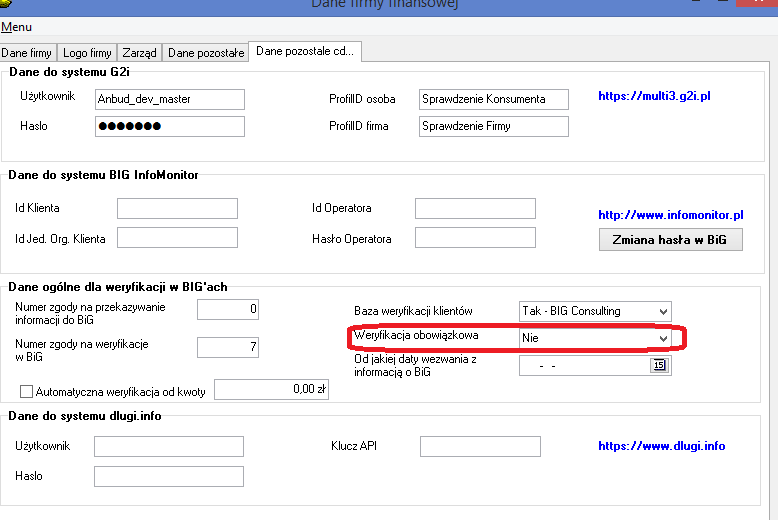 Dane firmy finansowej
Menu
Dane firmy Logo firmy Zarząd Dane pozostałe Dane pozostale cd...
Dane do systemu G2i
Użytkownik Anbud_dev_master ProfilID osoba Sprawdzenie Konsumenta https://multi3.g2i.pl
Haslo ●●●●●●● ProfilID firma Sprawdzenie Firmy
Dane do systemu BIG InfoMonitor
Id Klienta Id Operatora
http://www.infomonitor.pl
Id Jed. Org. Klienta Hasło Operatora Zmiana hasła w BiG
Dane ogólne dla weryfikacji w BIG'ach
Numer zgody na przekazywanie
informacji do BiG 0
Baza weryfikacji klientów Tak - BIG Consulting
Weryfikacja obowiązkowa Nie
Numer zgody na weryfikacje
w BiG 7
Od jakiej daty wezwania z
informacją o BiG - - 15
Automatyczna weryfikacja od kwoty 0,00 zł
Dane do systemu dlugi.info
Użytkownik Klucz API https://www.dlugi.info
Haslo